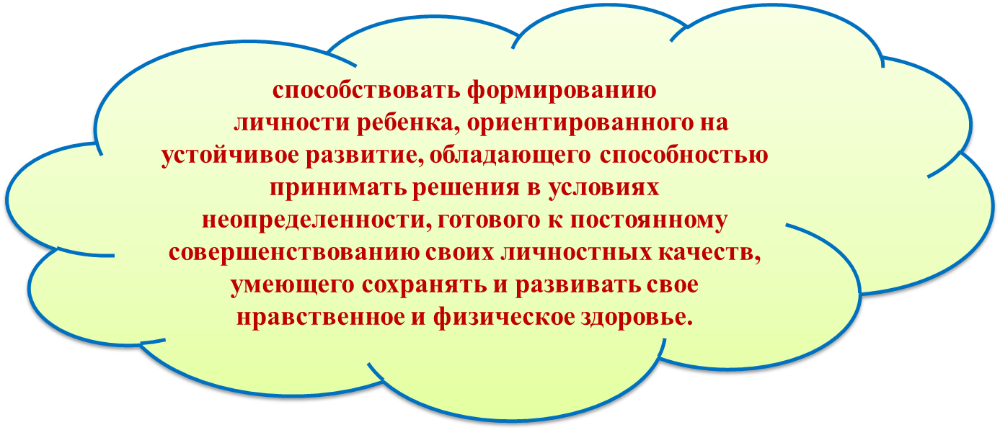 способствовать формированию
личности ребенка, ориентированного на
устойчивое развитие, обладающего способностью
принимать решения в условиях
неопределенности, готового к постоянному
совершенствованию своих личностных качеств,
умеющего сохранять и развивать свое
нравственное и физическое здоровье.